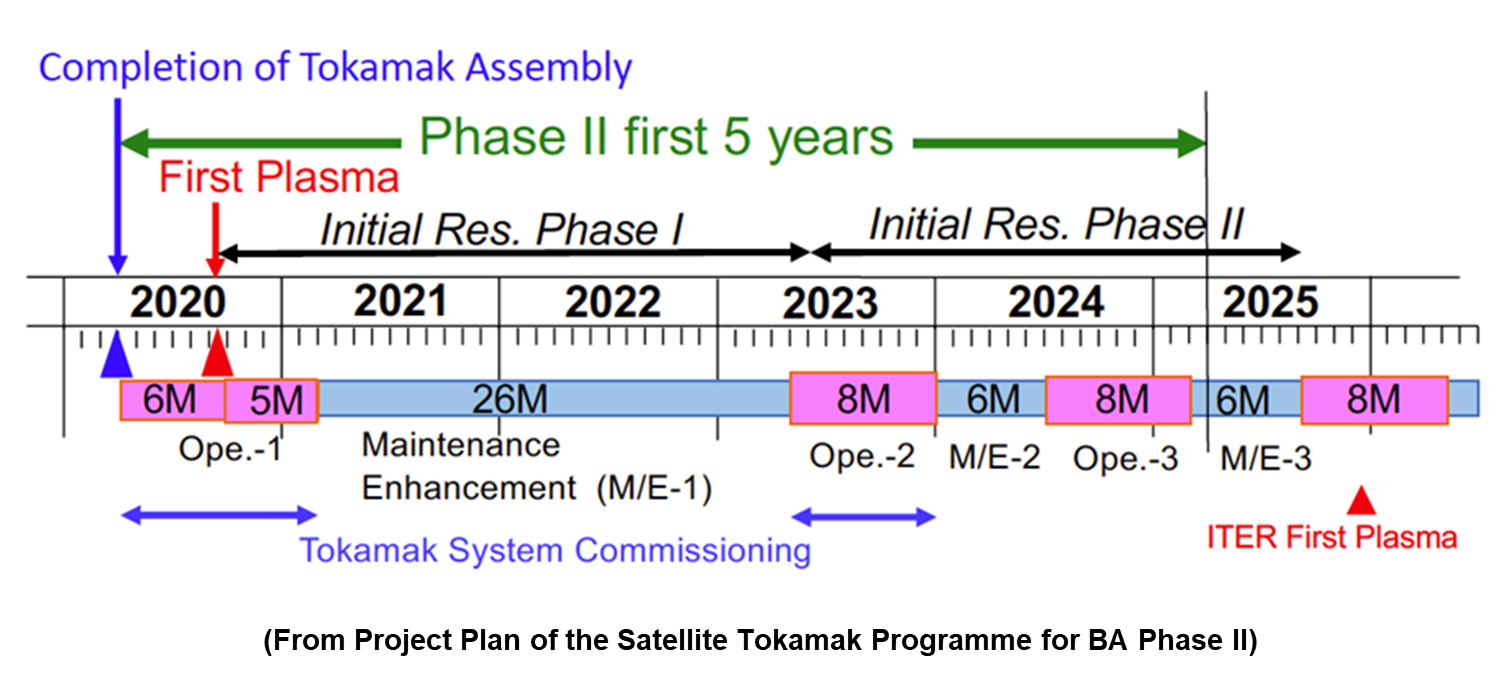 Completion of Tokamak Assembly
Phase II first 5 years
First Plasma
Initial Res. Phase I
Initial Res. Phase II
2020 2021 2022 2023 2024 2025
6M 5M 26M 8M 6M 8M 6M 8M
Ope.-1 Maintenance Ope.-2 M/E-2 Ope.-3 M/E-3
Enhancement (M/E-1)
Tokamak System Commissioning
ITER First Plasma
(From Project Plan of the Satellite Tokamak Programme for BA Phase II)